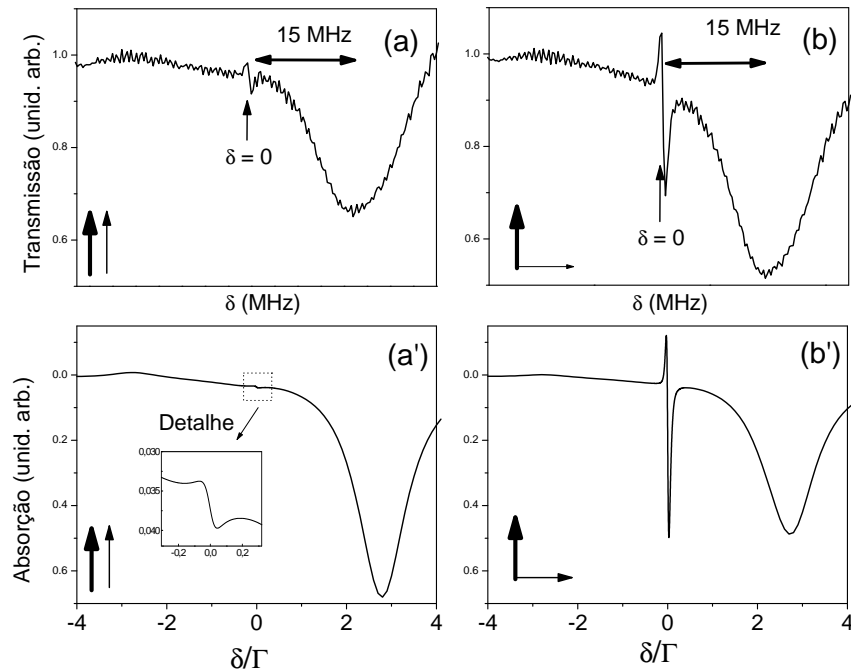 15 MHz
(a)
1.0
0.8
0.6
Transmissão (unid. arb.)
δ = 0
δ (MHz)
15 MHz
(b)
1.0
0.8
0.6
δ = 0
δ (MHz)
(a')
0.0
0.2
0.4
0.6
Absorção (unid. arb.)
Detalhe
0,030
0,035
0,040
-0,2 0,0 0,2
-4 -2 0 2 4
δ/Γ
(b')
0.0
0.2
0.4
0.6
-4 -2 0 2 4
δ/Γ